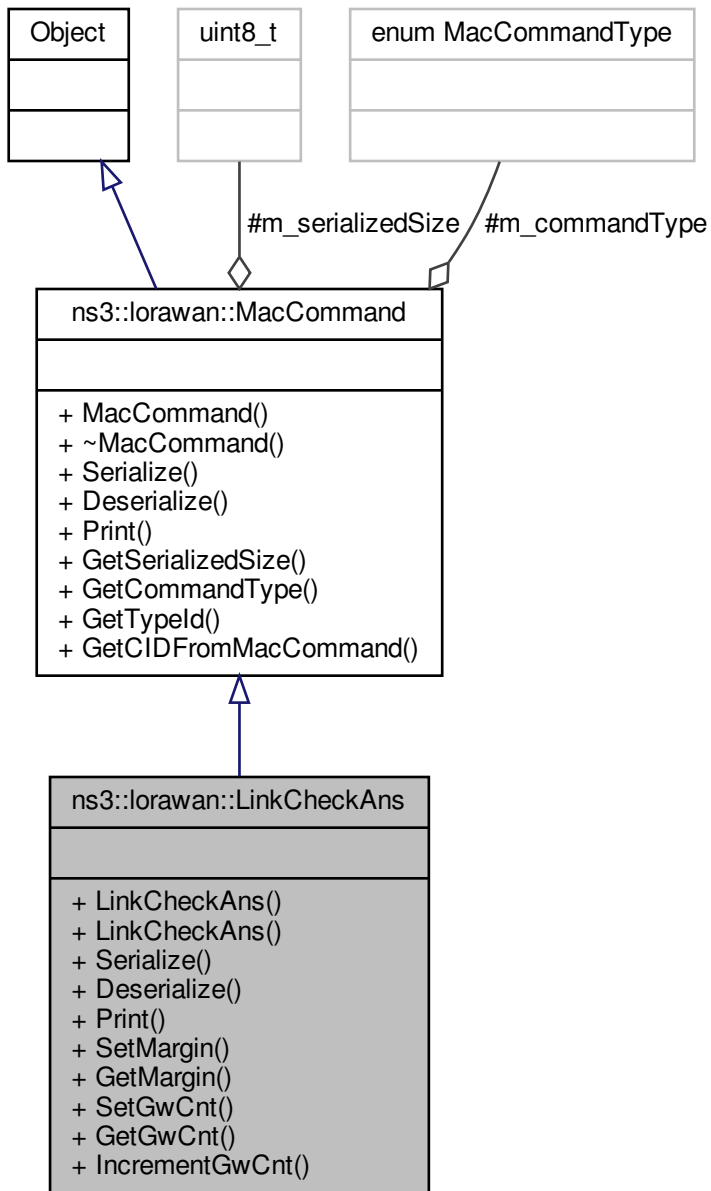 Object
uint8_t
enum MacCommandType
#m_serializedSize
#m_commandType
ns3::lorawan::MacCommand
+ MacCommand()
+ ~MacCommand()
+ Serialize()
+ Deserialize()
+ Print()
+ GetSerializedSize()
+ GetCommandType()
+ GetTypeId()
+ GetCIDFromMacCommand()
ns3::lorawan::LinkCheckAns
+ LinkCheckAns()
+ LinkCheckAns()
+ Serialize()
+ Deserialize()
+ Print()
+ SetMargin()
+ GetMargin()
+ SetGwCnt()
+ GetGwCnt()
+ IncrementGwCnt()